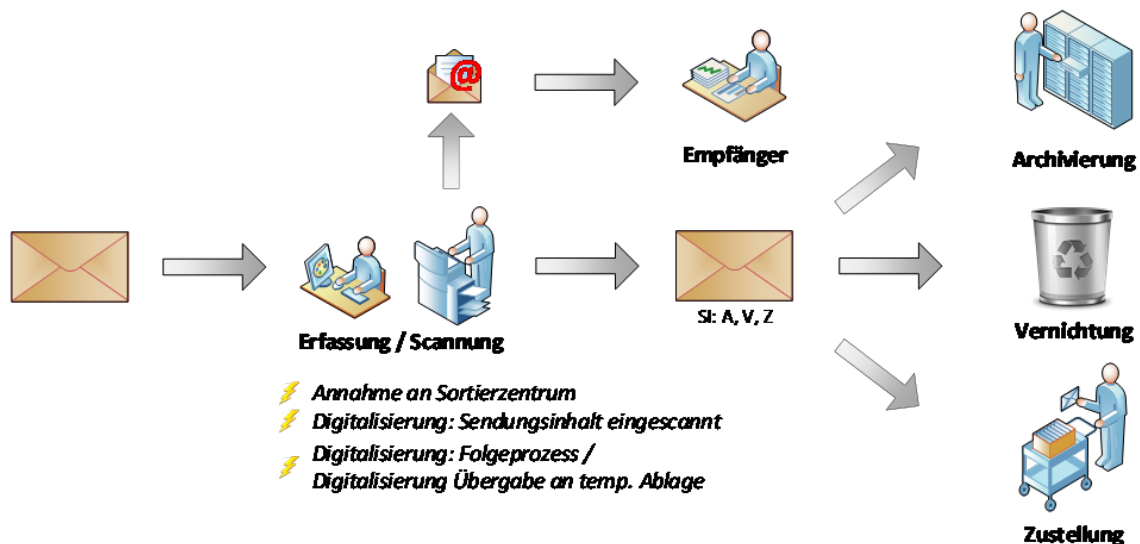 @
Empfänger
Archivierung
SI: A, V, Z
Erfassung / Scannung
Vernichtung
Annahme an Sortierzentrum
Digitalisierung: Sendungsinhalt eingescannt
Digitalisierung: Folgeprozess /
Digitalisierung Übergabe an temp. Ablage
Zustellung